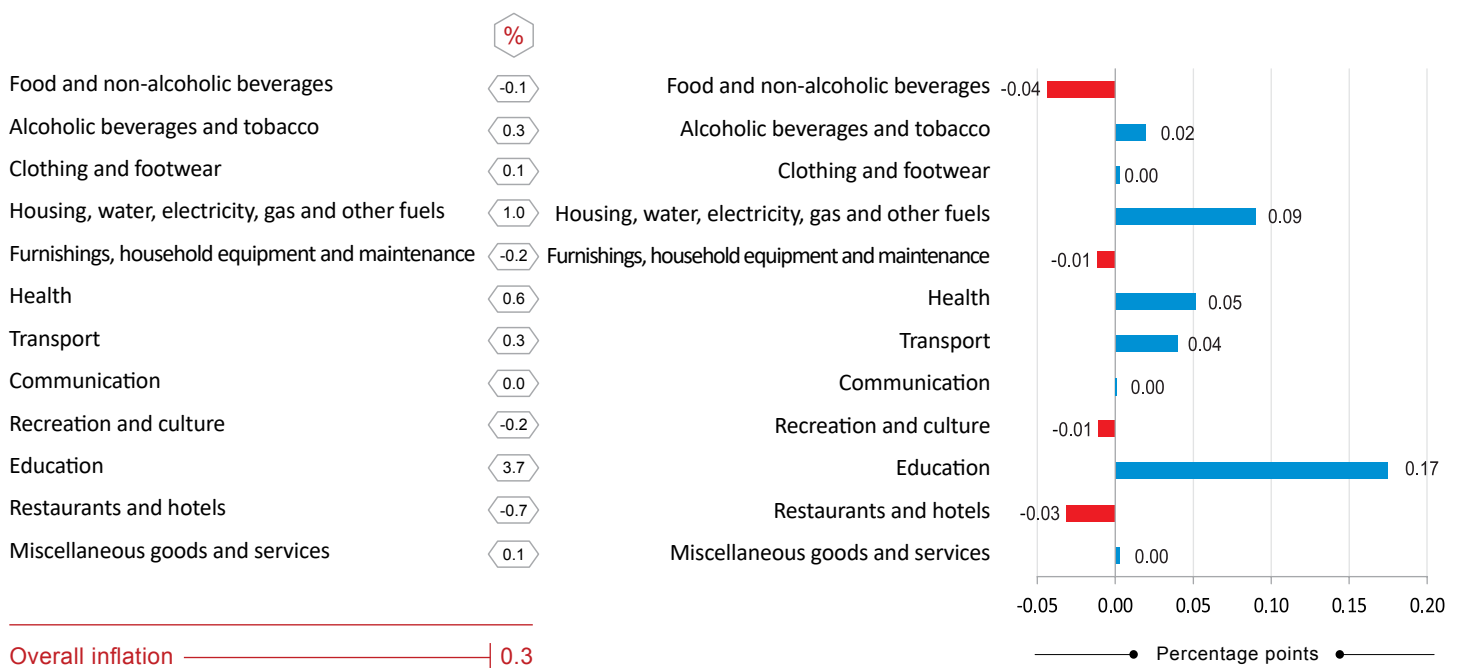 %
Food and non-alcoholic beverages -0.1
Alcoholic beverages and tobacco 0.3
Clothing and footwear 0.1
Housing, water, electricity, gas and other fuels 1.0
Furnishings, household equipment and maintenance -0.2
Health 0.6
Transport 0.3
Communication 0.0
Recreation and culture -0.2
Education 3.7
Restaurants and hotels -0.7
Miscellaneous goods and services 0.1
Overall inflation 0.3
Food and non-alcoholic beverages -0.04
Alcoholic beverages and tobacco 0.02
Clothing and footwear 0.00
Housing, water, electricity, gas and other fuels 0.09
Furnishings, household equipment and maintenance -0.01
Health 0.05
Transport 0.04
Communication 0.00
Recreation and culture -0.01
Education 0.17
Restaurants and hotels -0.03
Miscellaneous goods and services 0.00
-0.05 0.00 0.05 0.10 0.15 0.20
Percentage points